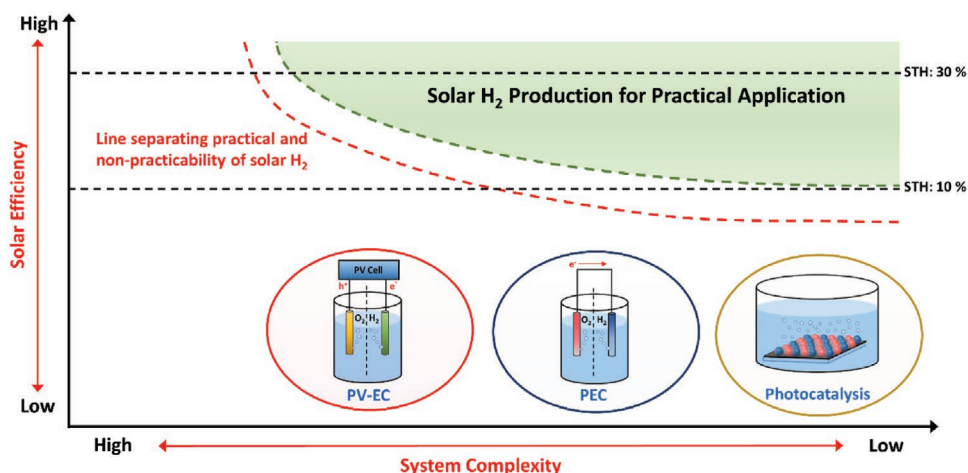 High
STH: 30 %
Solar H₂ Production for Practical Application
Line separating practical and
non-practicability of solar H₂
STH: 10 %
Solar Efficiency
PV Cell
h⁺ e⁻
O₂ H₂
PV-EC
e⁻
O₂ H₂
PEC
Photocatalysis
Low
High
Low
System Complexity